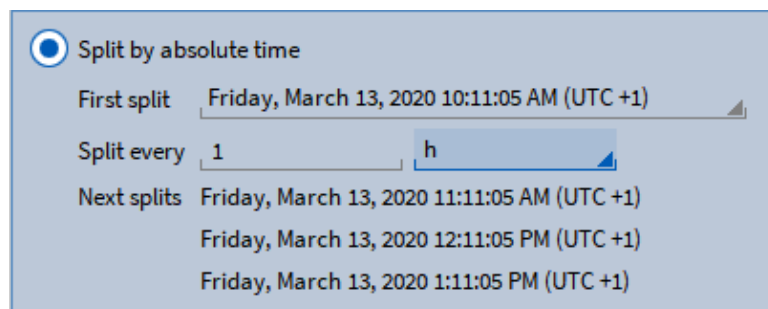 Split by absolute time
First split Friday, March 13, 2020 10:11:05 AM (UTC +1)
Split every 1 h
Next splits Friday, March 13, 2020 11:11:05 AM (UTC +1)
Friday, March 13, 2020 12:11:05 PM (UTC +1)
Friday, March 13, 2020 1:11:05 PM (UTC +1)